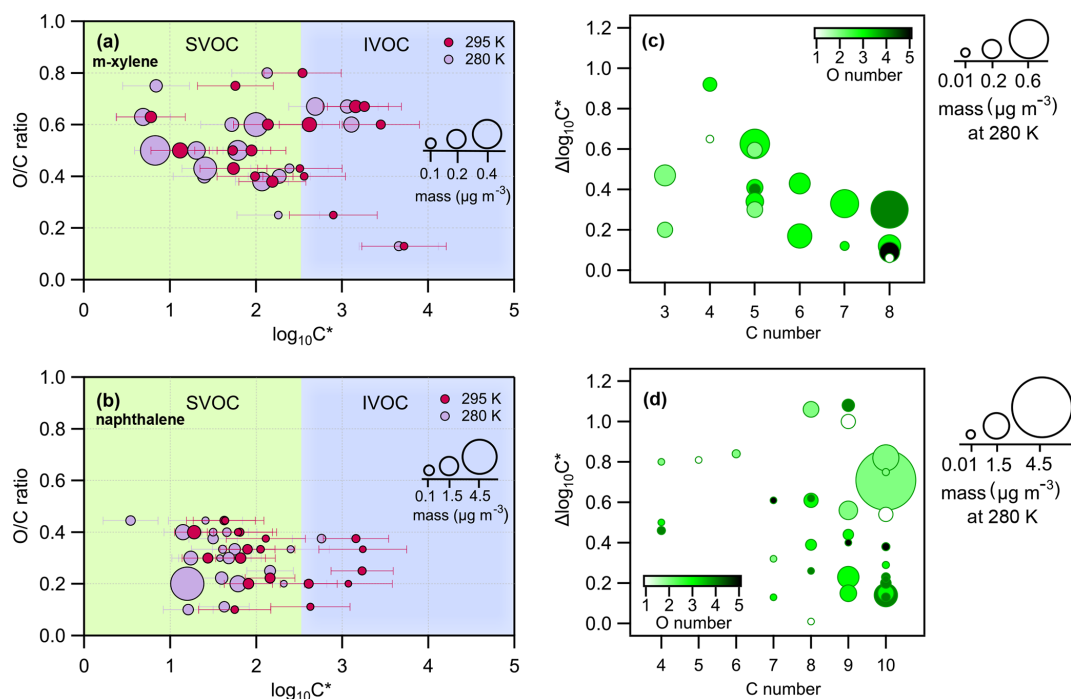 (a)
m-xylene
SVOC
IVOC
295 K
280 K
0.1 0.2 0.4
mass (µg m⁻³)
O/C ratio
1.0
0.8
0.6
0.4
0.2
0.0
0 1 2 3 4 5
log₁₀C*
(c)
1 2 3 4 5
O number
Δlog₁₀C*
1.2
1.0
0.8
0.6
0.4
0.2
0.0
3 4 5 6 7 8
C number
0.01 0.2 0.6
mass (µg m⁻³)
at 280 K
(b)
naphthalene
SVOC
IVOC
295 K
280 K
0.1 1.5 4.5
mass (µg m⁻³)
O/C ratio
1.0
0.8
0.6
0.4
0.2
0.0
0 1 2 3 4 5
log₁₀C*
(d)
1 2 3 4 5
O number
Δlog₁₀C*
1.2
1.0
0.8
0.6
0.4
0.2
0.0
4 5 6 7 8 9 10
C number
0.01 1.5 4.5
mass (µg m⁻³)
at 280 K